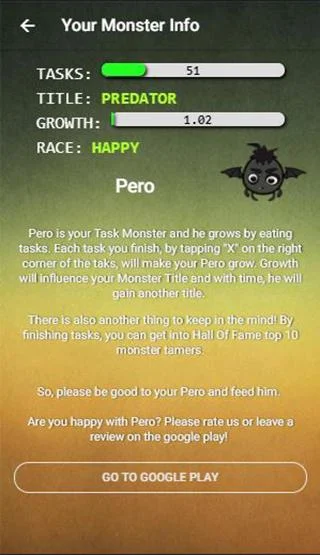 Your Monster Info
TASKS: 51
TITLE: PREDATOR
GROWTH: 1.02
RACE: HAPPY
Pero
Pero is your Task Monster and he grows by eating
tasks. Each task you finish, by tapping "X" on the right
corner of the taks, will make your Pero grow. Growth
will influence your Monster Title and with time, he will
gain another title.
There is also another thing to keep in the mind! By
finishing tasks, you can get into Hall Of Fame top 10
monster tamers.
So, please be good to your Pero and feed him.
Are you happy with Pero? Please rate us or leave a
review on the google play!
GO TO GOOGLE PLAY